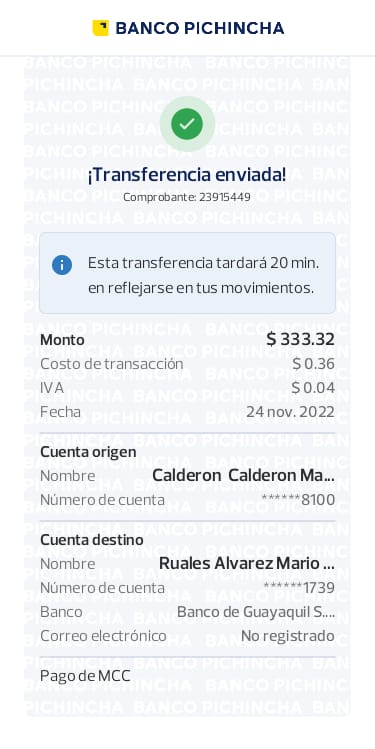 BANCO PICHINCHA
¡Transferencia enviada!
Comprobante: 23915449
Esta transferencia tardará 20 min.
en reflejarse en tus movimientos.
Monto $ 333.32
Costo de transacción $ 0.36
IVA $ 0.04
Fecha 24 nov. 2022
Cuenta origen
Nombre Calderon Calderon Ma...
Número de cuenta ******8100
Cuenta destino
Nombre Ruales Alvarez Mario ...
Número de cuenta ******1739
Banco Banco de Guayaquil S....
Correo electrónico No registrado
Pago de MCC